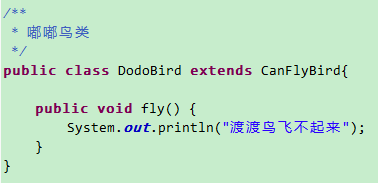 /**
 * 嘟嘟鸟类
 */
public class DodoBird extends CanFlyBird{
    public void fly() {
        System.out.println("渡渡鸟飞不起来");
    }
}